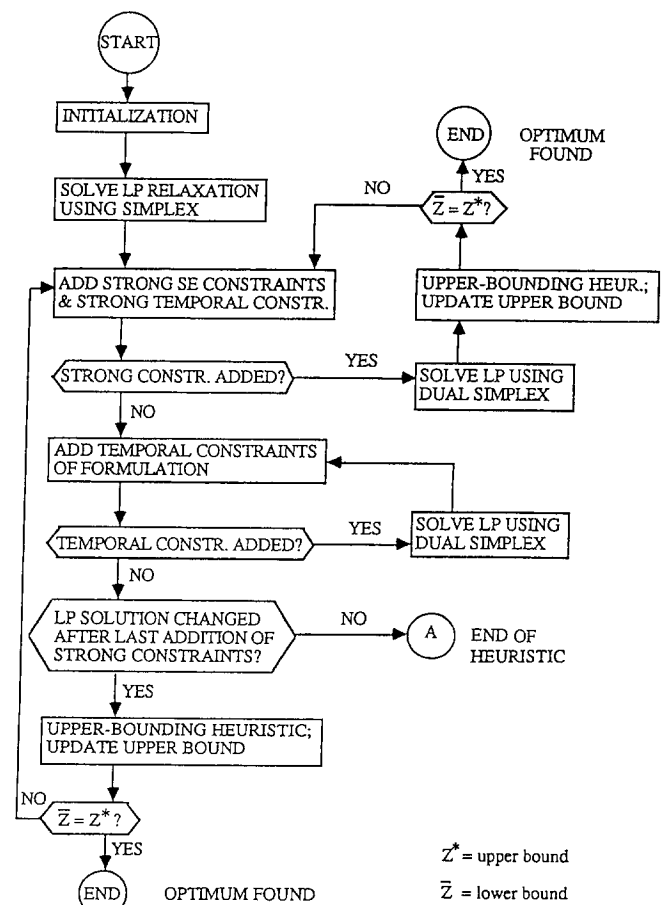 START
INITIALIZATION
END
OPTIMUM
FOUND
YES
NO
Z̅ = Z*?
SOLVE LP RELAXATION
USING SIMPLEX
ADD STRONG SE CONSTRAINTS
& STRONG TEMPORAL CONSTR.
UPPER-BOUNDING HEUR.;
UPDATE UPPER BOUND
STRONG CONSTR. ADDED?
YES
SOLVE LP USING
DUAL SIMPLEX
NO
ADD TEMPORAL CONSTRAINTS
OF FORMULATION
TEMPORAL CONSTR. ADDED?
YES
SOLVE LP USING
DUAL SIMPLEX
NO
LP SOLUTION CHANGED
AFTER LAST ADDITION OF
STRONG CONSTRAINTS?
NO
A
END OF
HEURISTIC
YES
UPPER-BOUNDING HEURISTIC;
UPDATE UPPER BOUND
NO
Z̅ = Z*?
YES
END
OPTIMUM FOUND
Z* = upper bound
Z̅ = lower bound